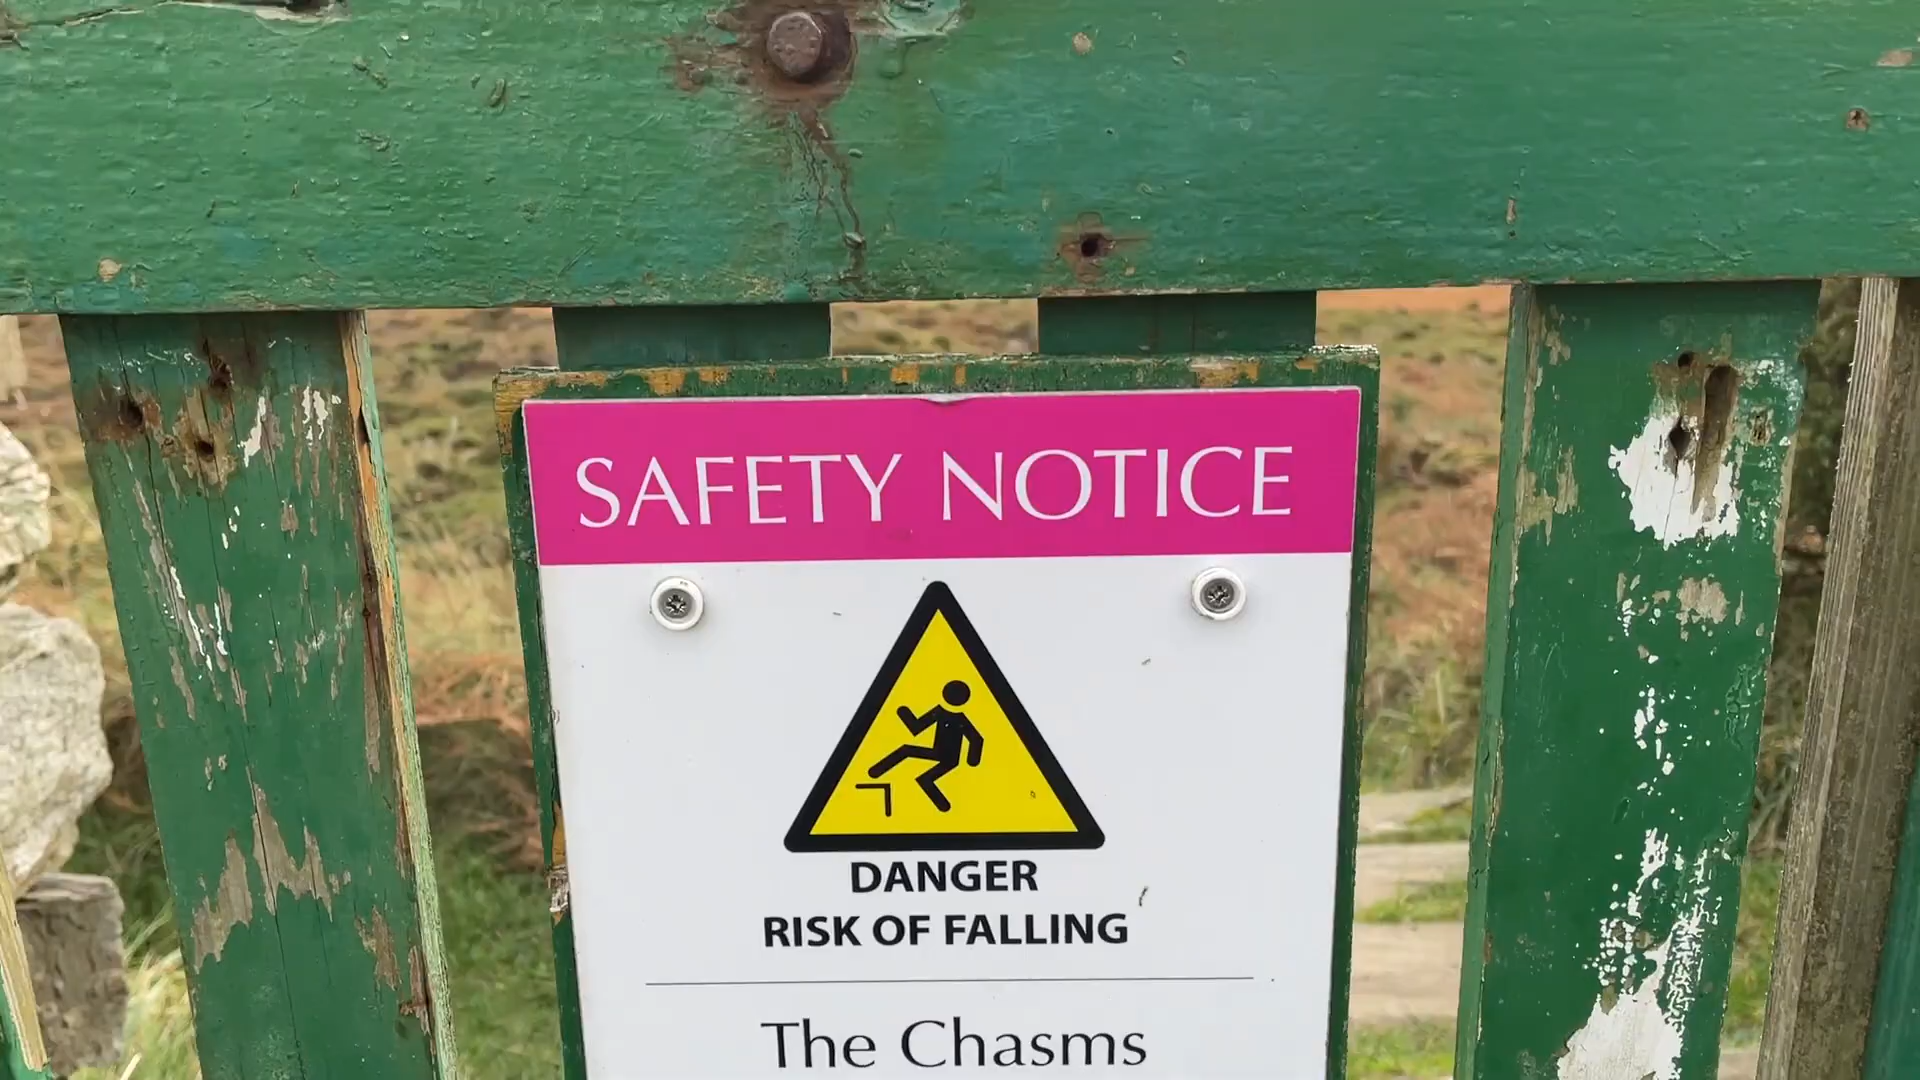 SAFETY NOTICE
DANGER
RISK OF FALLING
The Chasms